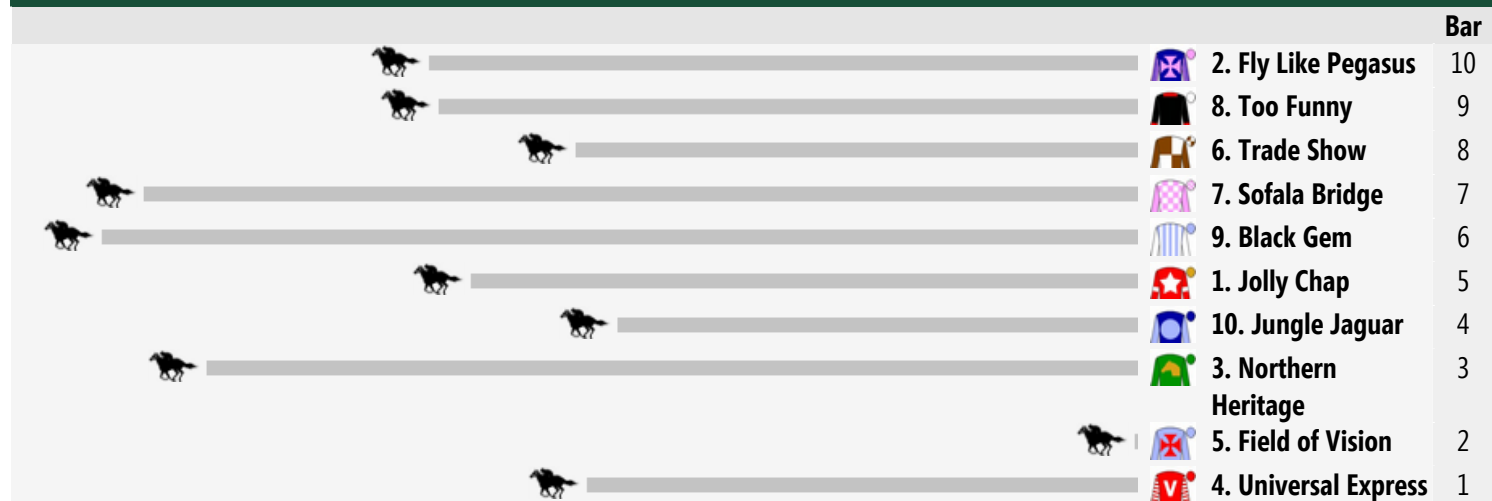 Bar
2. Fly Like Pegasus 10
8. Too Funny 9
6. Trade Show 8
7. Sofala Bridge 7
9. Black Gem 6
1. Jolly Chap 5
10. Jungle Jaguar 4
3. Northern 3
Heritage
5. Field of Vision 2
V 4. Universal Express 1